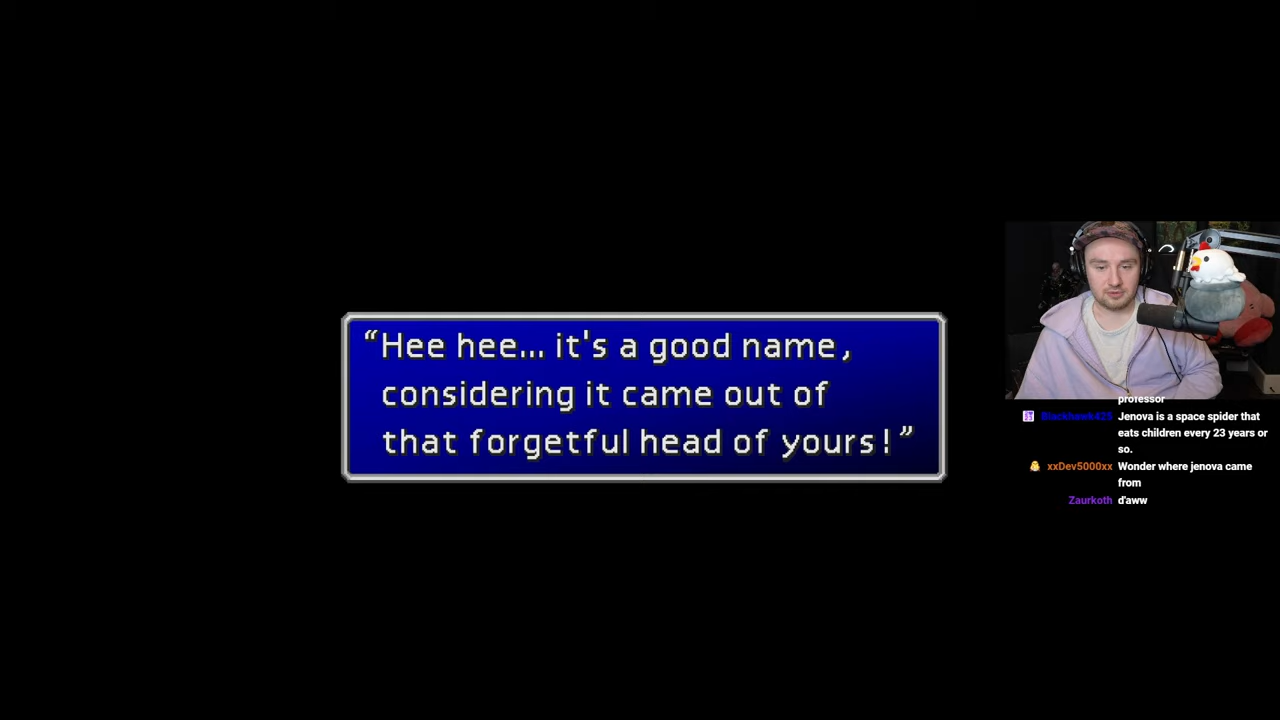 “Hee hee... it's a good name,
considering it came out of
that forgetful head of yours!”
professor
Blackhawk425 Jenova is a space spider that
eats children every 23 years or
so.
xxDev5000xx Wonder where jenova came
from
Zaurkoth d'aww